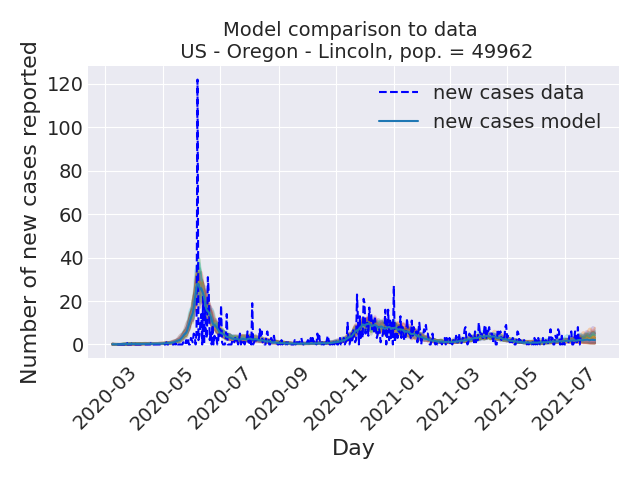 Model comparison to data
US - Oregon - Lincoln, pop. = 49962
Number of new cases reported
120
100
80
60
40
20
0
new cases data
new cases model
2020-03
2020-05
2020-07
2020-09
2020-11
2021-01
2021-03
2021-05
2021-07
Day